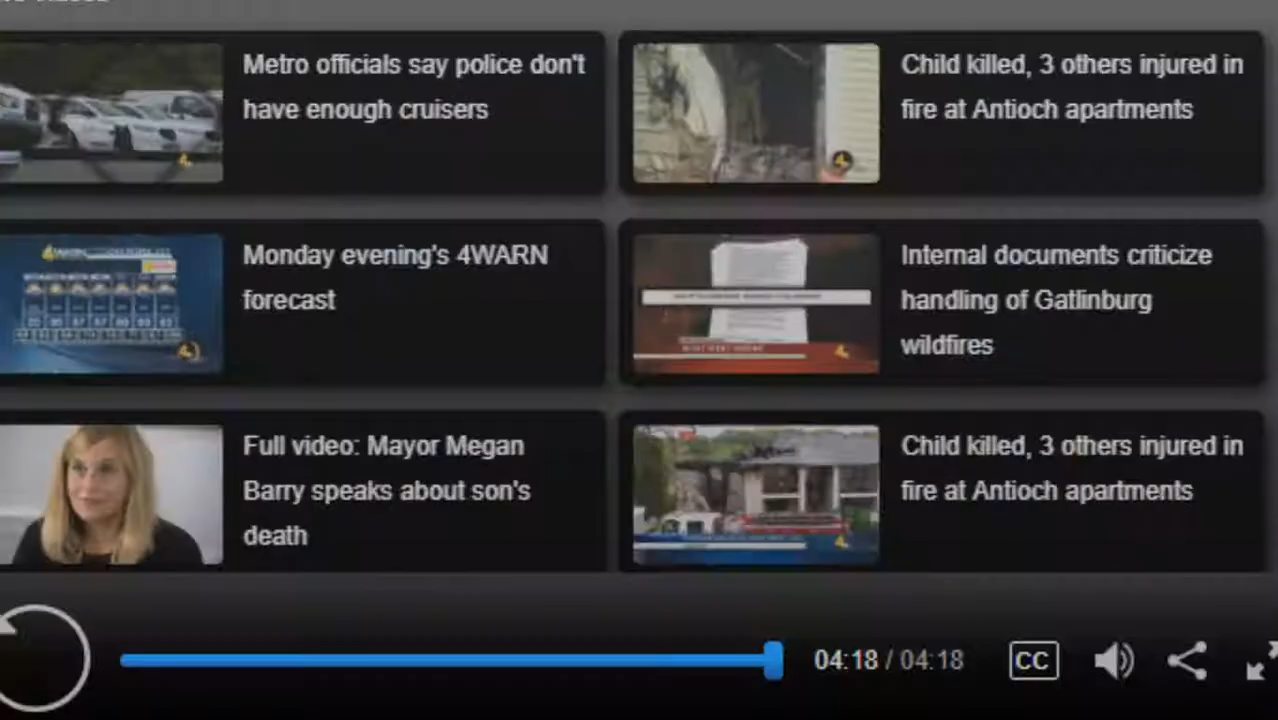 Metro officials say police don't
have enough cruisers
Child killed, 3 others injured in
fire at Antioch apartments
Monday evening's 4WARN
forecast
Internal documents criticize
handling of Gatlinburg
wildfires
Full video: Mayor Megan
Barry speaks about son's
death
Child killed, 3 others injured in
fire at Antioch apartments
04:18 / 04:18
CC